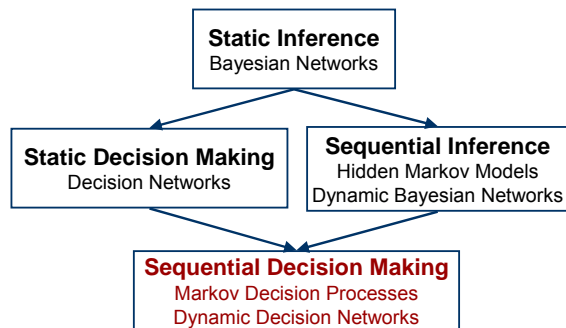 Static Inference
Bayesian Networks
Static Decision Making
Decision Networks
Sequential Inference
Hidden Markov Models
Dynamic Bayesian Networks
Sequential Decision Making
Markov Decision Processes
Dynamic Decision Networks